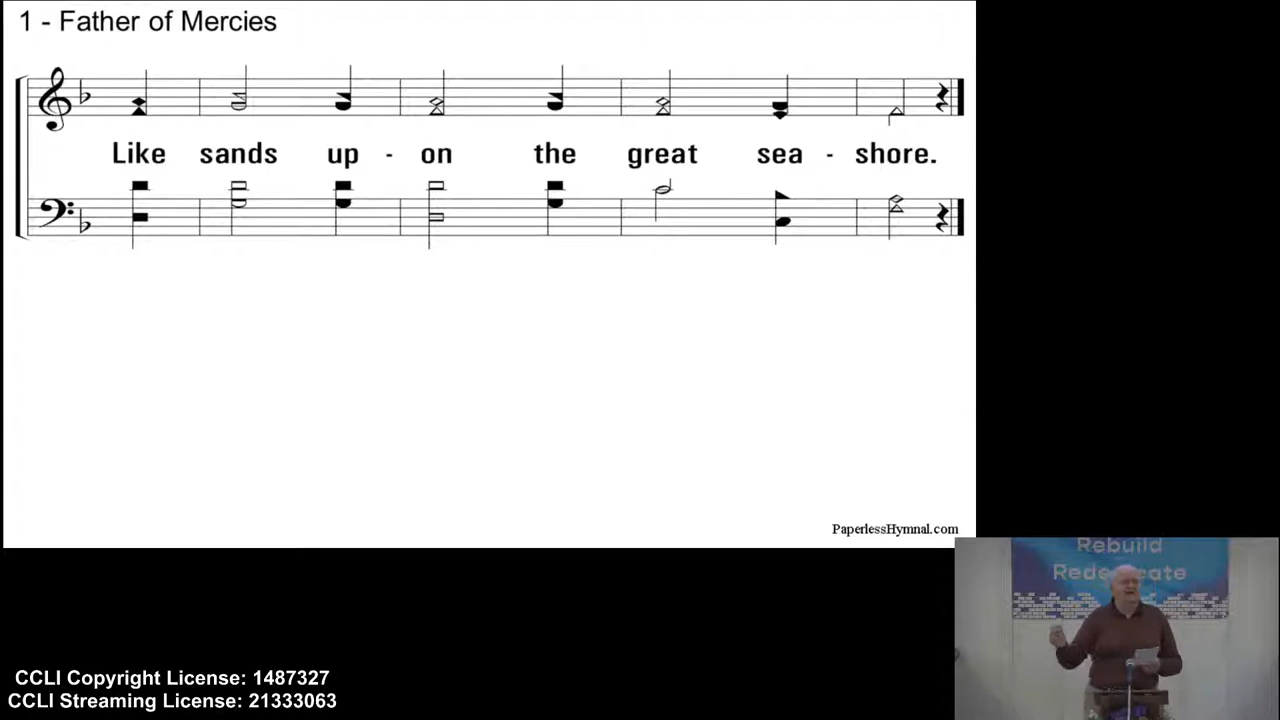 1 - Father of Mercies
Like sands up - on the great sea - shore.
PaperlessHymnal.com
Rebuild
CCLI Copyright License: 1487327
CCLI Streaming License: 21333063